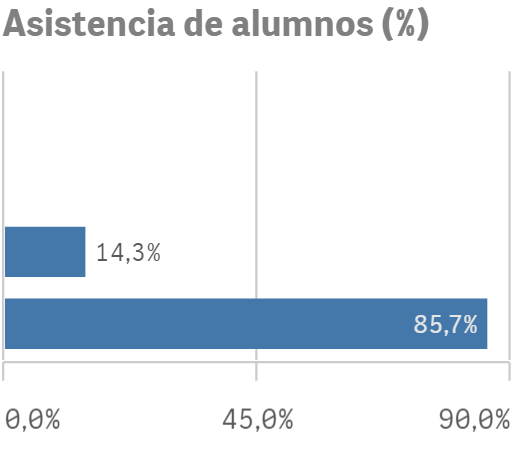 Asistencia de alumnos (%)
14,3%
85,7%
0,0% 45,0% 90,0%